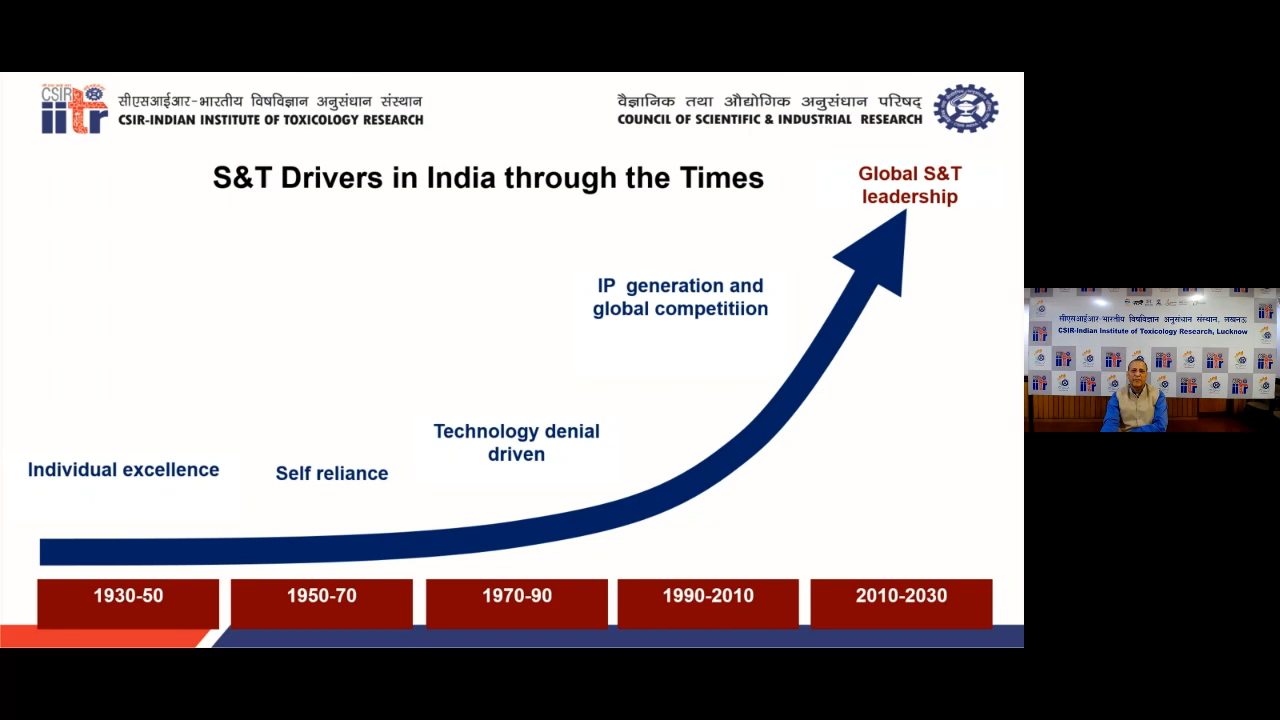 CSIR
iitr
सीएसआईआर-भारतीय विषविज्ञान अनुसंधान संस्थान
CSIR-INDIAN INSTITUTE OF TOXICOLOGY RESEARCH
वैज्ञानिक तथा औद्योगिक अनुसंधान परिषद्
COUNCIL OF SCIENTIFIC & INDUSTRIAL RESEARCH
S&T Drivers in India through the Times
Global S&T
leadership
IP generation and
global competitiion
Technology denial
driven
Individual excellence
Self reliance
1930-50
1950-70
1970-90
1990-2010
2010-2030
सीएसआईआर-भारतीय विषविज्ञान अनुसंधान संस्थान, लखनऊ
CSIR-Indian Institute of Toxicology Research, Lucknow